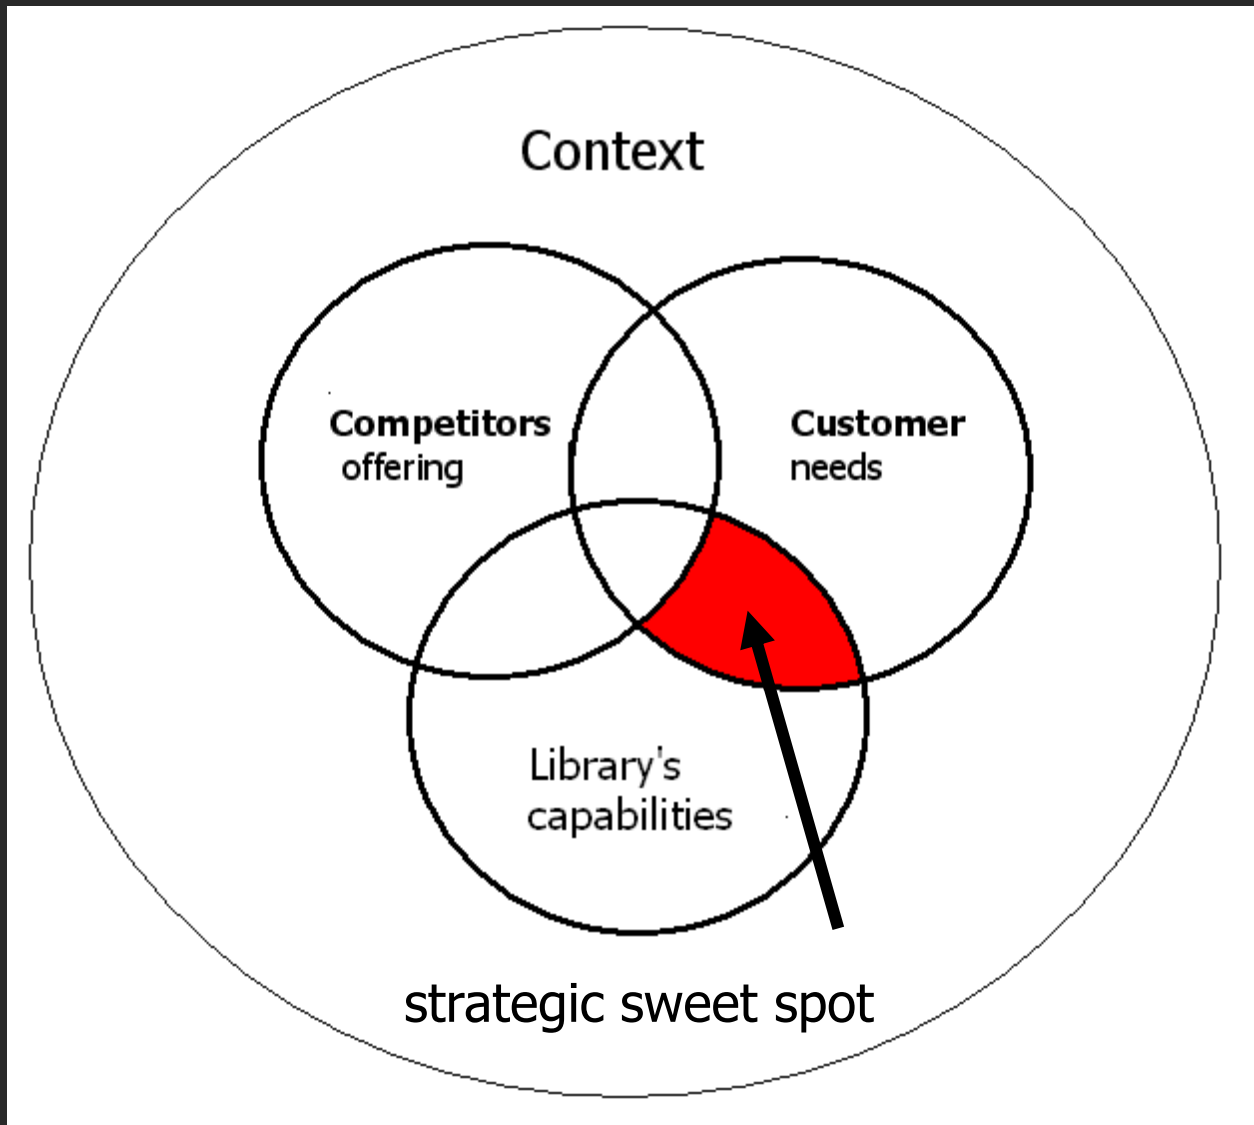 Context
Competitors
offering
Customer
needs
Library's
capabilities
strategic sweet spot